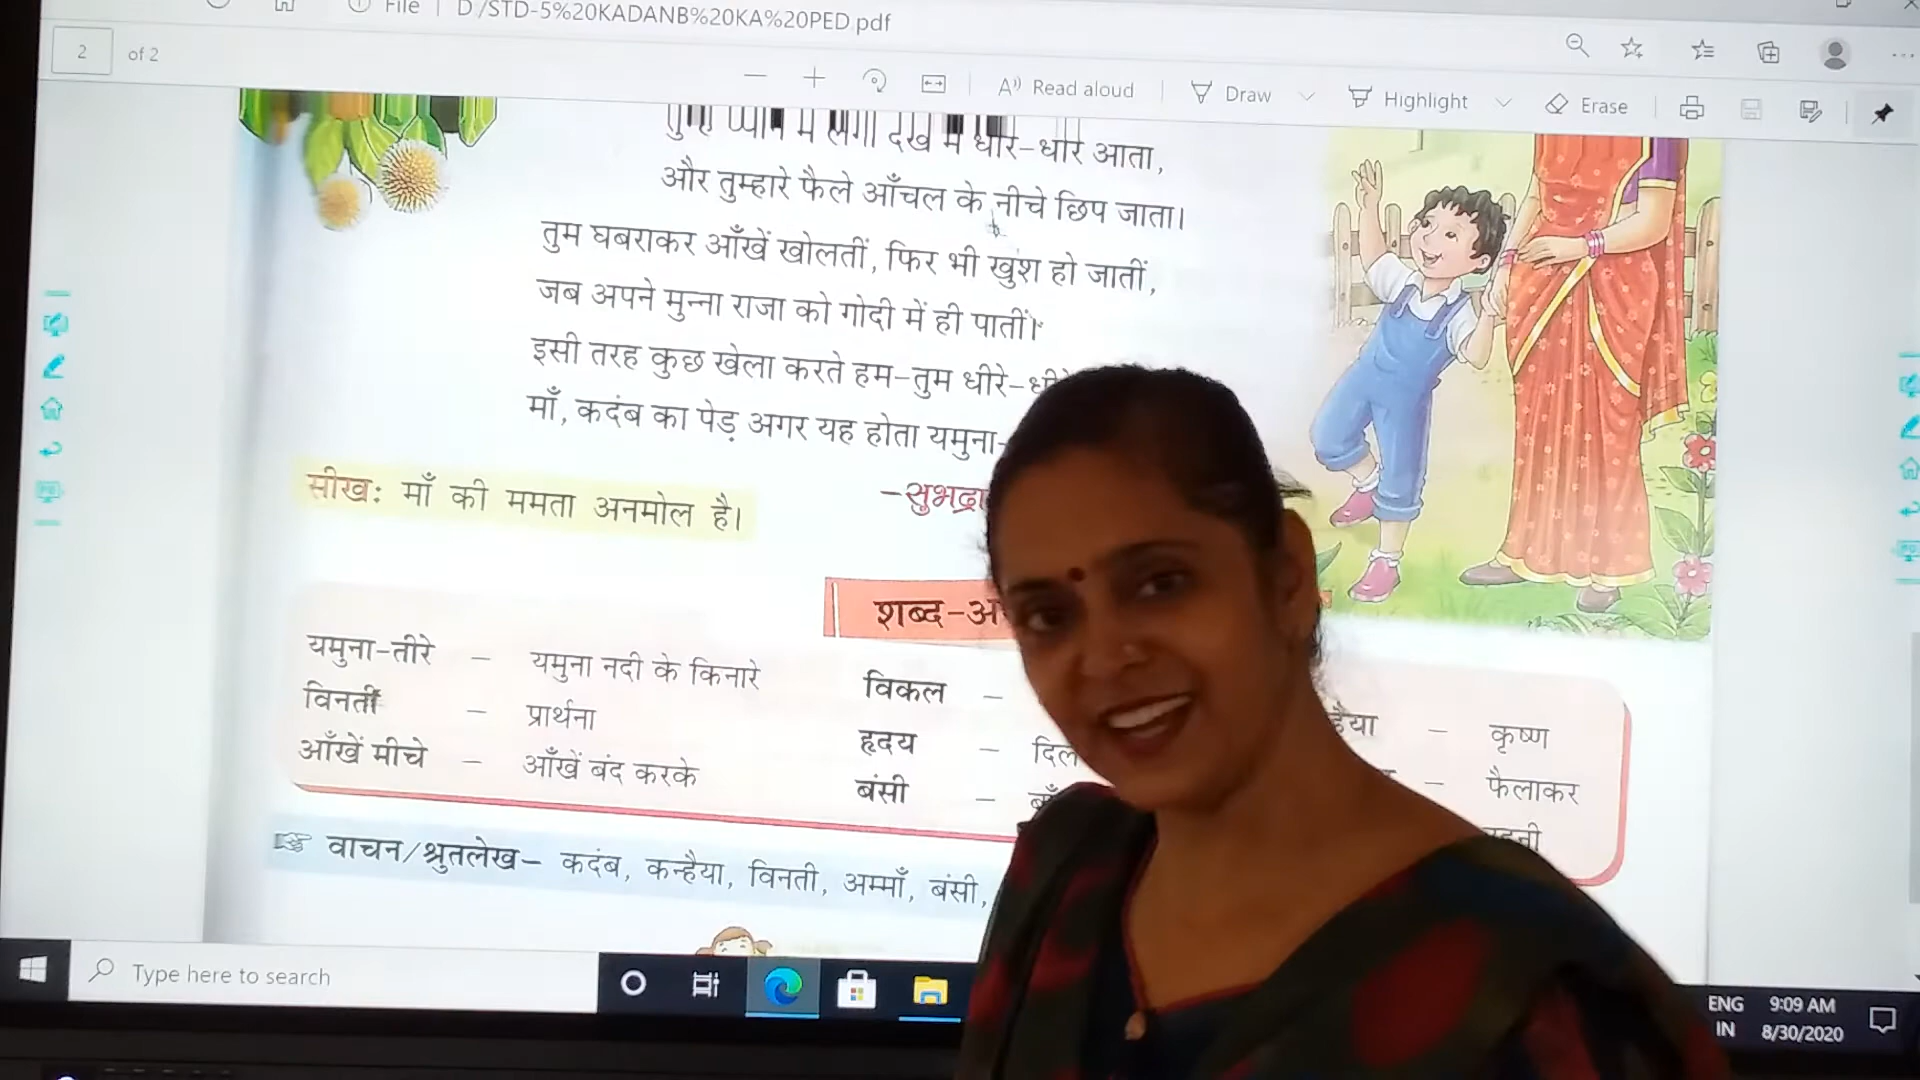 File | D:/STD-5%20KADANB%20KA%20PED.pdf
2 of 2
Read aloud Draw Highlight Erase
देख मैं धीरे-धीरे आता,
और तुम्हारे फैले आँचल के नीचे छिप जाता।
तुम घबराकर आँखें खोलतीं, फिर भी खुश हो जातीं,
जब अपने मुन्ना राजा को गोदी में ही पातीं।
इसी तरह कुछ खेला करते हम-तुम धीरे-
माँ, कदंब का पेड़ अगर यह होता यमुना-
सीख: माँ की ममता अनमोल है।
-सुभद्रा
शब्द-
यमुना-तीरे – यमुना नदी के किनारे
विनती – प्रार्थना
आँखें मीचे – आँखें बंद करके
विकल –
हृदय – दिल
बंसी –
– कृष्ण
– फैलाकर
☞ वाचन/श्रुतलेख– कदंब, कन्हैया, विनती, अम्माँ, बंसी,
Type here to search
ENG 9:09 AM
IN 8/30/2020